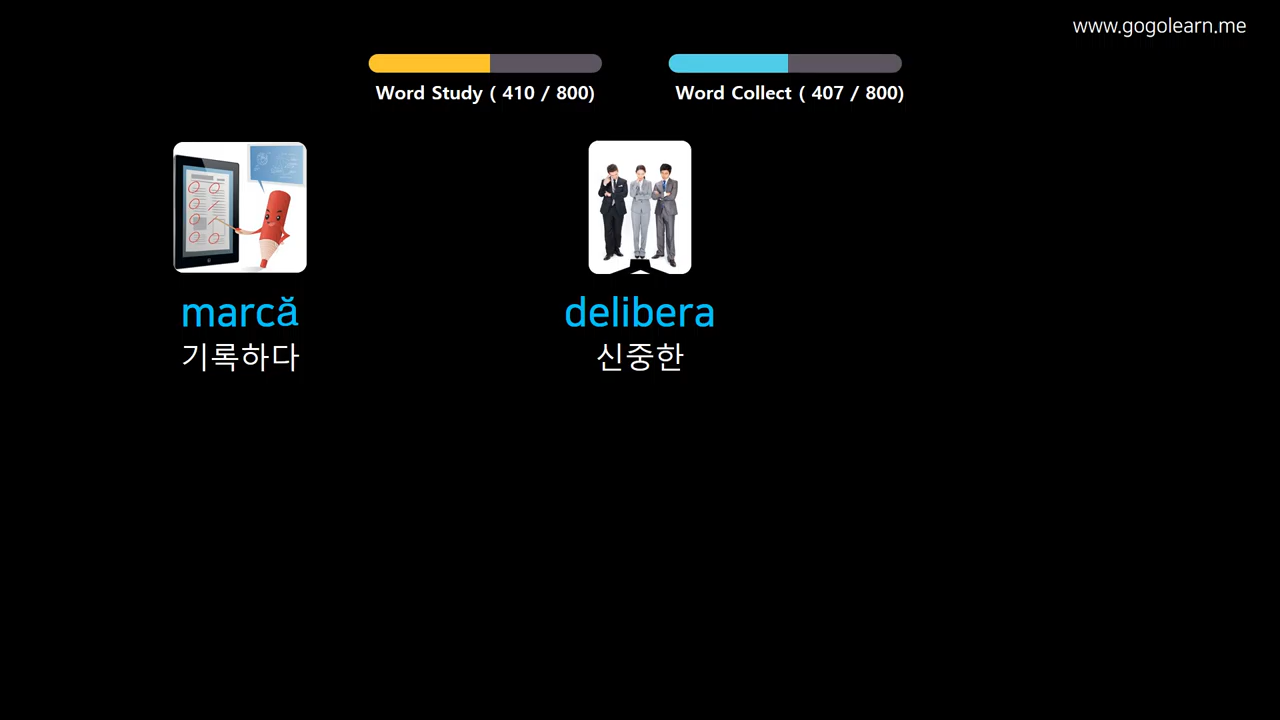 www.gogolearn.me
Word Study ( 410 / 800)
Word Collect ( 407 / 800)
marcă
기록하다
delibera
신중한